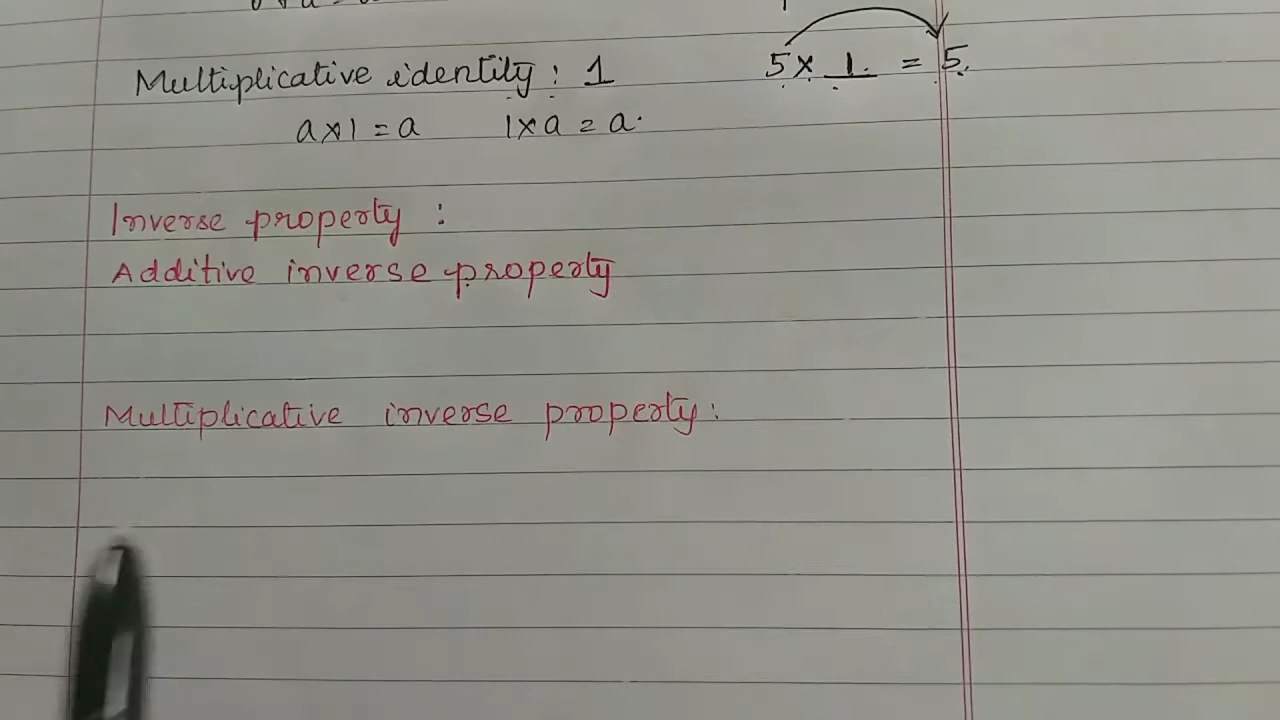 Multiplicative identity : 1
5 × 1. = 5.
a×1 = a 1×a = a.
Inverse property :
Additive inverse property
Multiplicative inverse property: